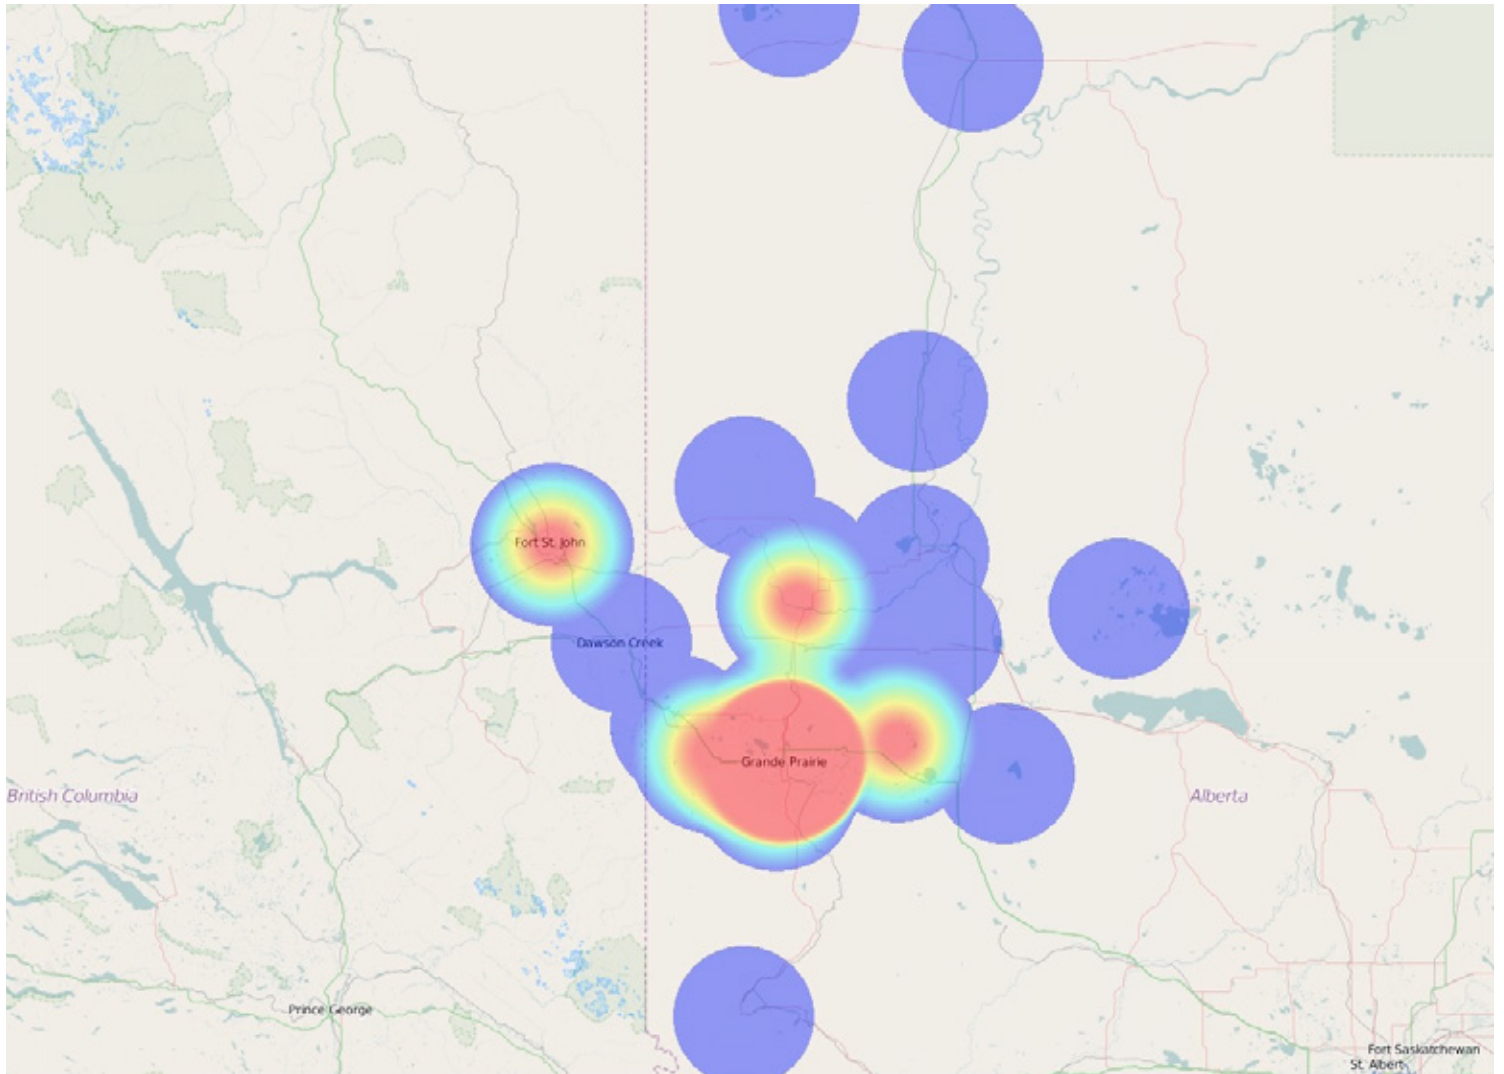 Fort St. John
Dawson Creek
Grande Prairie
British Columbia
Alberta
Prince George
Fort Saskatchewan
St. Albert